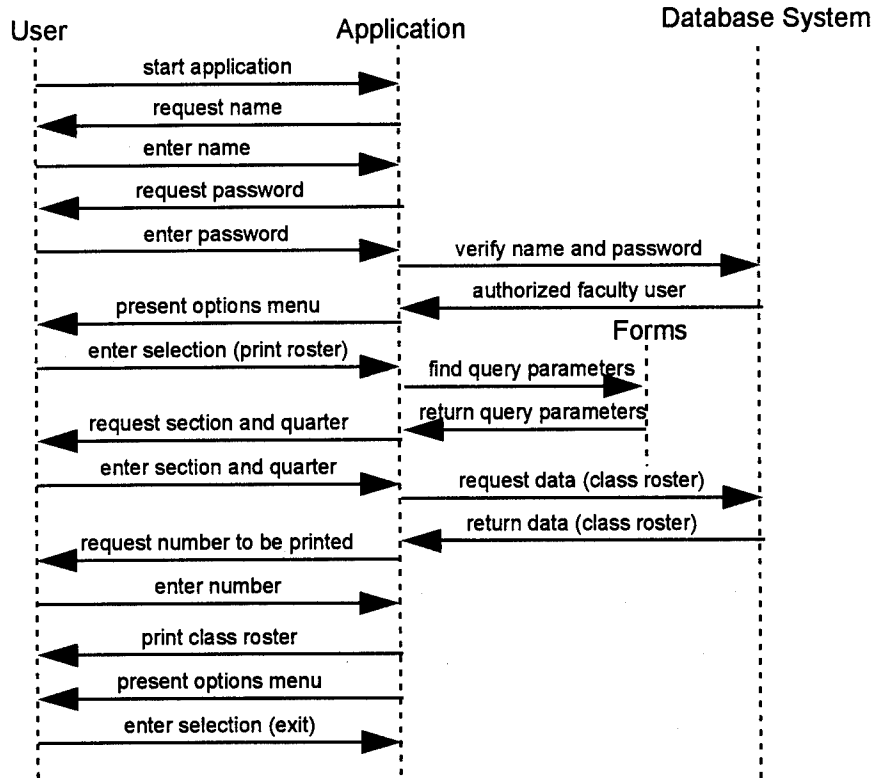 User
Application
Database System
start application
request name
enter name
request password
enter password
verify name and password
authorized faculty user
present options menu
Forms
enter selection (print roster)
find query parameters
return query parameters
request section and quarter
enter section and quarter
request data (class roster)
return data (class roster)
request number to be printed
enter number
print class roster
present options menu
enter selection (exit)